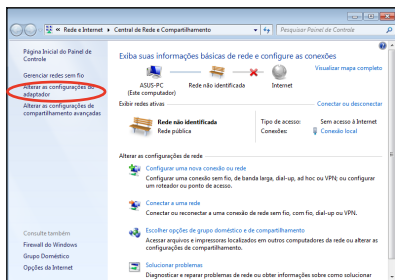 « Rede e Internet ▸ Central de Rede e Compartilhamento
Pesquisar Painel de Controle
Página Inicial do Painel de
Controle
Gerenciar redes sem fio
Alterar as configurações do
adaptador
Alterar as configurações de
compartilhamento avançadas
Consulte também
Firewall do Windows
Grupo Doméstico
Opções da Internet
Exiba suas informações básicas de rede e configure as conexões
Visualizar mapa completo
ASUS-PC
(Este computador)
Rede não identificada
Internet
Exibir redes ativas
Conectar ou desconectar
Rede não identificada
Rede pública
Tipo de acesso: Sem acesso à Internet
Conexões: Conexão local
Alterar as configurações de rede
Configurar uma nova conexão ou rede
Configurar uma conexão sem fio, de banda larga, dial-up, ad hoc ou VPN; ou configurar
um roteador ou ponto de acesso.
Conectar a uma rede
Conectar ou reconectar a uma conexão de rede sem fio, com fio, dial-up ou VPN.
Escolher opções de grupo doméstico e de compartilhamento
Acessar arquivos e impressoras localizados em outros computadores da rede ou alterar as
configurações de compartilhamento.
Solucionar problemas
Diagnosticar e reparar problemas de rede ou obter informações sobre como solucionar